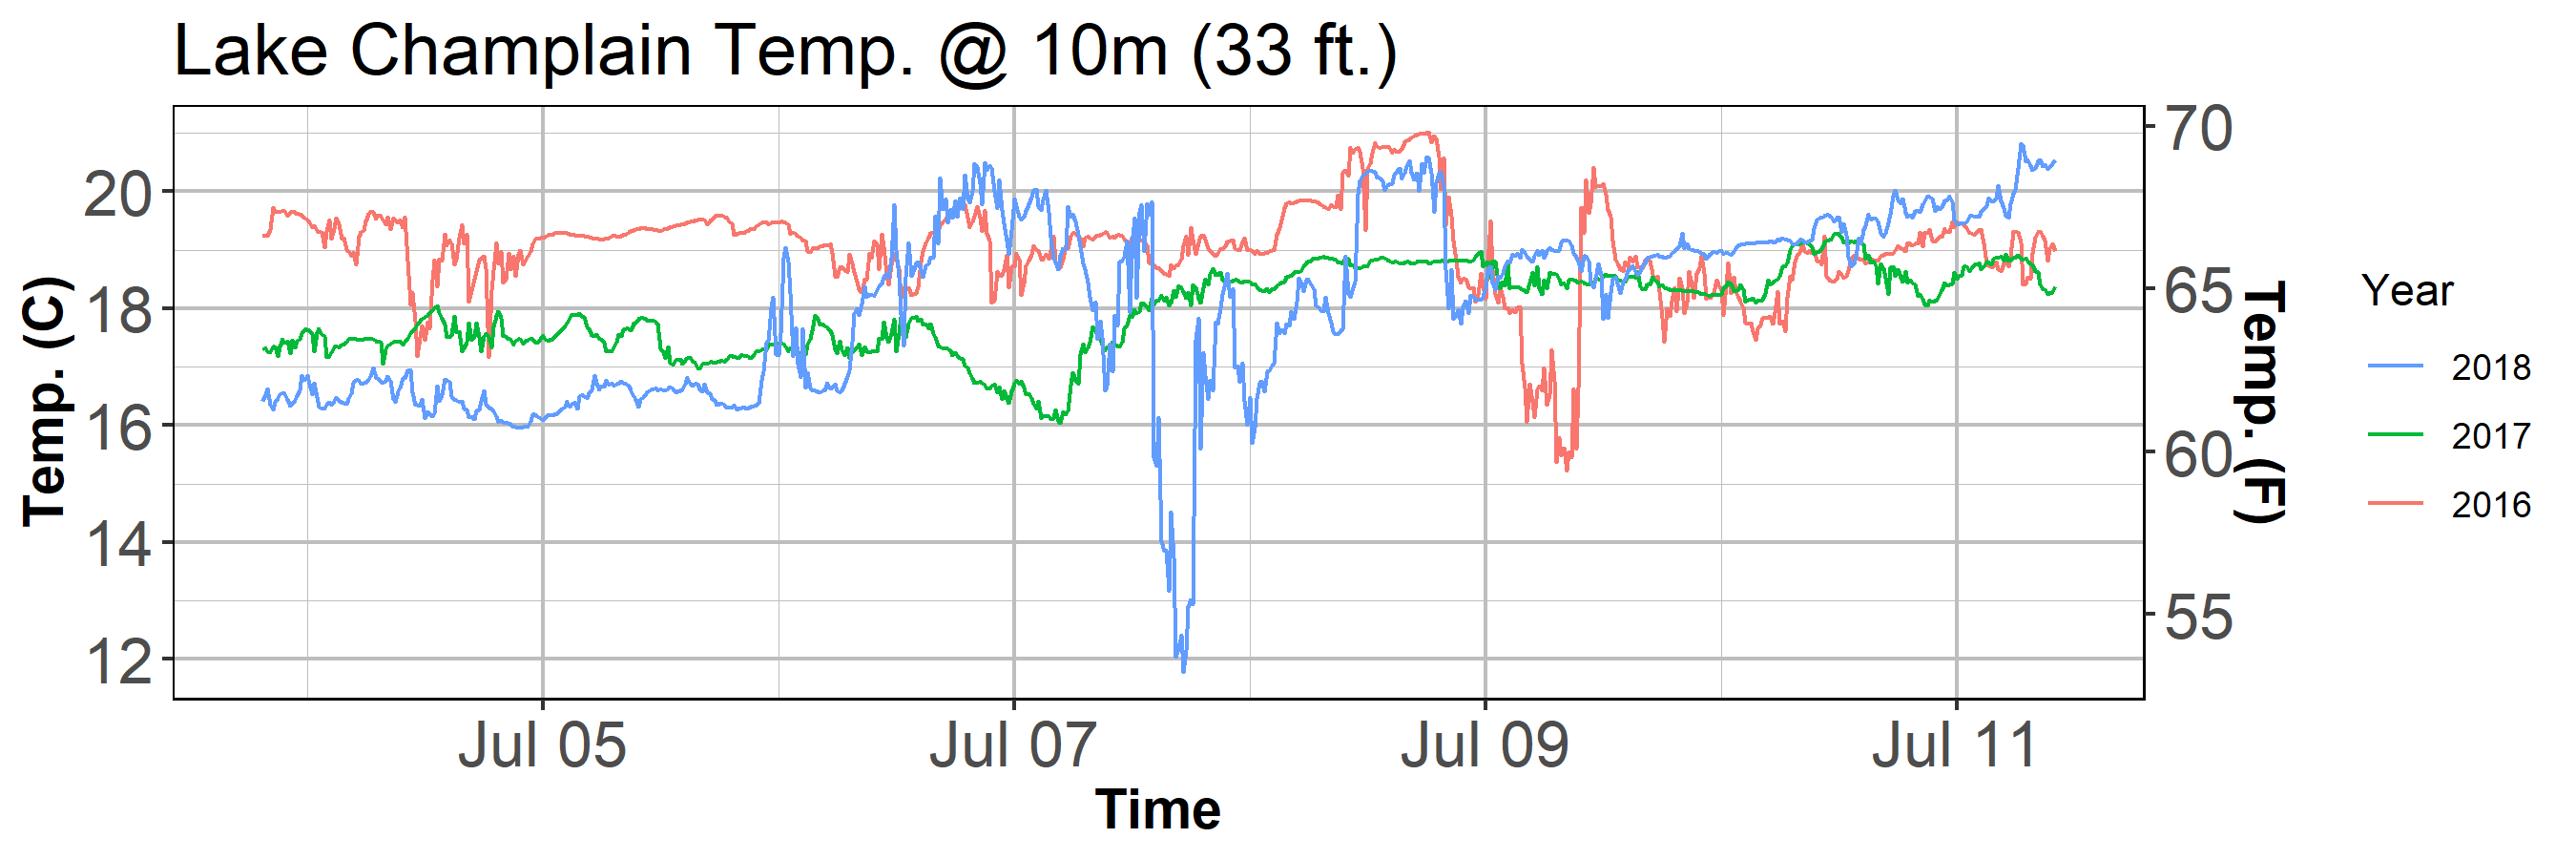 Lake Champlain Temp. @ 10m (33 ft.)
Temp. (C)
20
18
16
14
12
70
65
60
55
Temp. (F)
Jul 05
Jul 07
Jul 09
Jul 11
Time
Year
2018
2017
2016